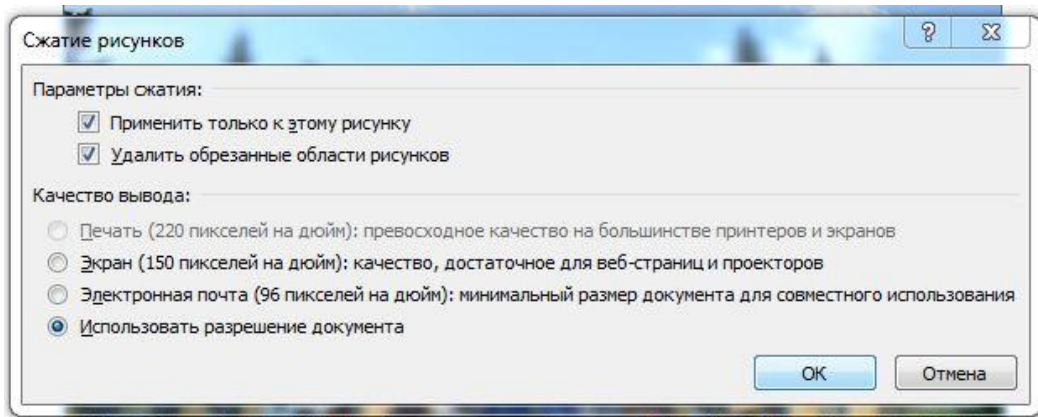 Сжатие рисунков
Параметры сжатия:
Применить только к этому рисунку
Удалить обрезанные области рисунков
Качество вывода:
Печать (220 пикселей на дюйм): превосходное качество на большинстве принтеров и экранов
Экран (150 пикселей на дюйм): качество, достаточное для веб-страниц и проекторов
Электронная почта (96 пикселей на дюйм): минимальный размер документа для совместного использования
Использовать разрешение документа
ОК Отмена